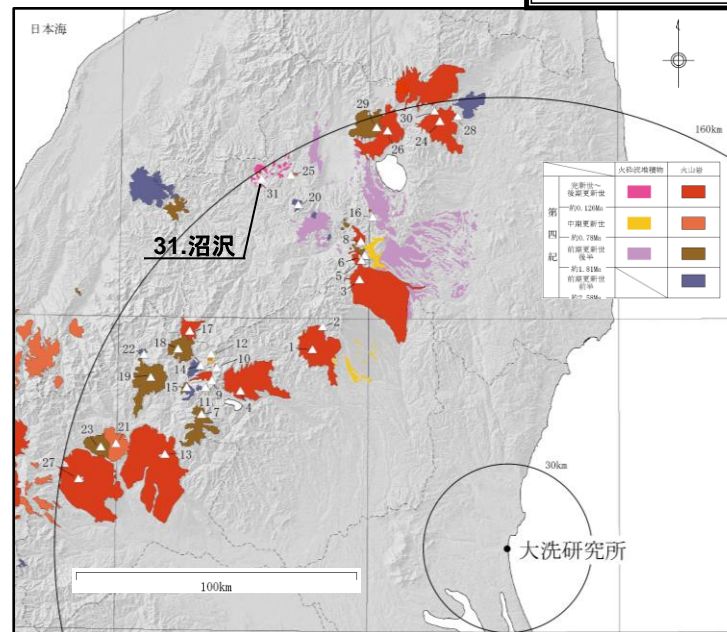 日本海
160km
29
30
24
28
26
25
31
20
16
31.沼沢
8
6
5
3
2
1
17
18
12
22
14
10
19
15
9
4
11
7
23
21
13
27
火砕流堆積物
火山岩
第四紀
完新世～
後期更新世
約0.126Ma
中期更新世
約0.78Ma
前期更新世
後半
約1.81Ma
前期更新世
前半
約2.58Ma
30km
大洗研究所
100km